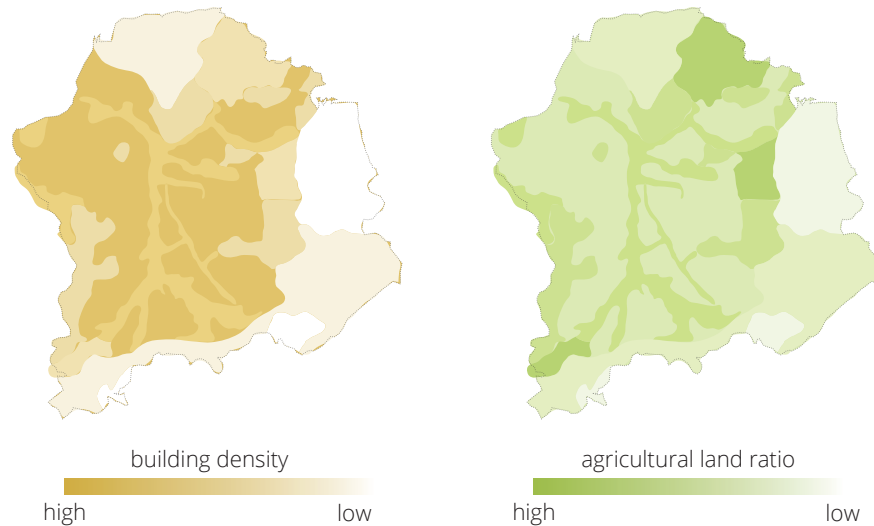 building density
high low
agricultural land ratio
high low